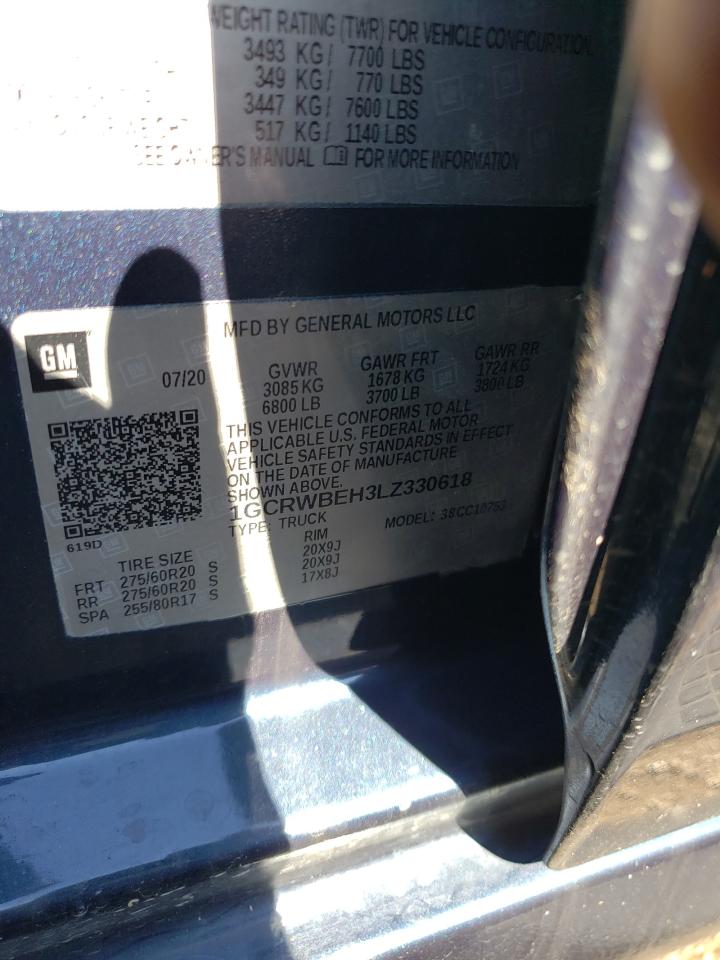 WEIGHT RATING (TWR) FOR VEHICLE CONFIGURATION.
3493 KG/ 7700 LBS
349 KG/ 770 LBS
3447 KG/ 7600 LBS
517 KG/ 1140 LBS
SEE OWNER'S MANUAL FOR MORE INFORMATION
GM
MFD BY GENERAL MOTORS LLC
07/20 GVWR GAWR FRT GAWR RR
3085 KG 1678 KG 1724 KG
6800 LB 3700 LB 3800 LB
THIS VEHICLE CONFORMS TO ALL
APPLICABLE U.S. FEDERAL MOTOR
VEHICLE SAFETY STANDARDS IN EFFECT
ON THE DATE OF MANUFACTURE
SHOWN ABOVE.
1GCRWBEH3LZ330618
TYPE: TRUCK MODEL: 38CC10753
619D
TIRE SIZE RIM
FRT 275/60R20 S 20X9J
RR 275/60R20 S 20X9J
SPA 255/80R17 S 17X8J